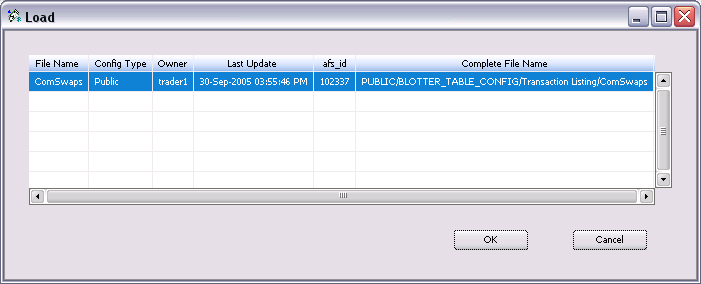 Load
File Name Config Type Owner Last Update afs_id Complete File Name
ComSwaps Public trader1 30-Sep-2005 03:55:46 PM 102337 PUBLIC/BLOTTER_TABLE_CONFIG/Transaction Listing/ComSwaps
OK Cancel